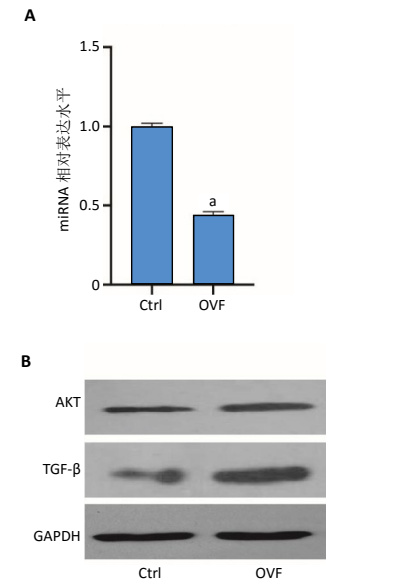 A
1.5
1.0
0.5
0
miRNA 相对表达水平
a
Ctrl OVF
B
AKT
TGF-β
GAPDH
Ctrl OVF